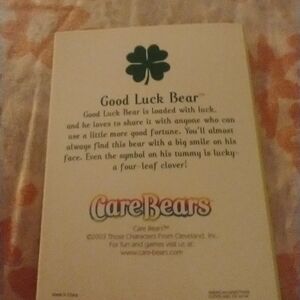 Good Luck Bear™
Good Luck Bear is loaded with luck,
and he loves to share it with anyone who can
use a little more good fortune. You'll almost
always find this bear with a big smile on his
face. Even the symbol on his tummy is lucky-
a four-leaf clover!
CareBears
Care Bears™
©2003 Those Characters From Cleveland, Inc.
For fun and games visit us at:
www.care-bears.com